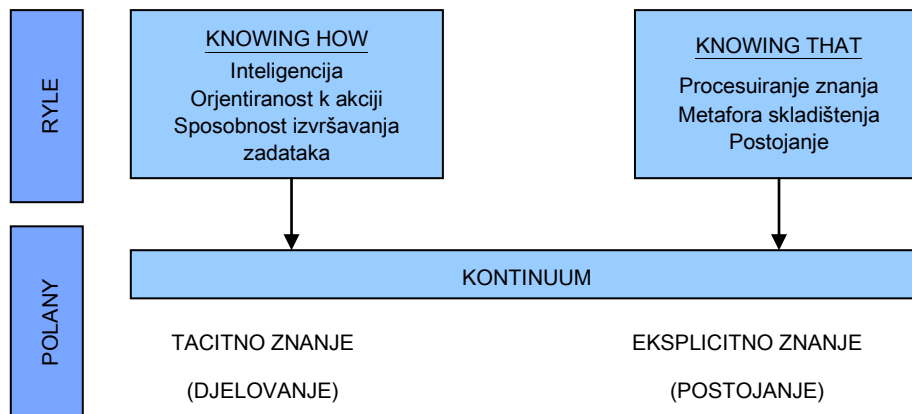 RYLE
KNOWING HOW
Inteligencija
Orjentiranost k akciji
Sposobnost izvršavanja
zadataka
KNOWING THAT
Procesuiranje znanja
Metafora skladištenja
Postojanje
POLANY
KONTINUUM
TACITNO ZNANJE
(DJELOVANJE)
EKSPLICITNO ZNANJE
(POSTOJANJE)